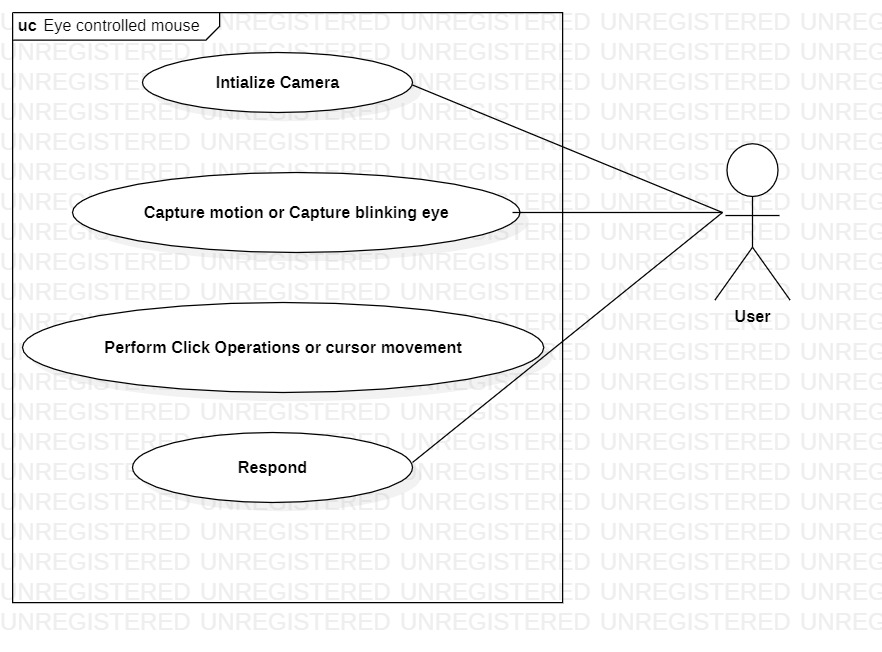 uc Eye controlled mouse
Intialize Camera
Capture motion or Capture blinking eye
User
Perform Click Operations or cursor movement
Respond
UNREGISTERED